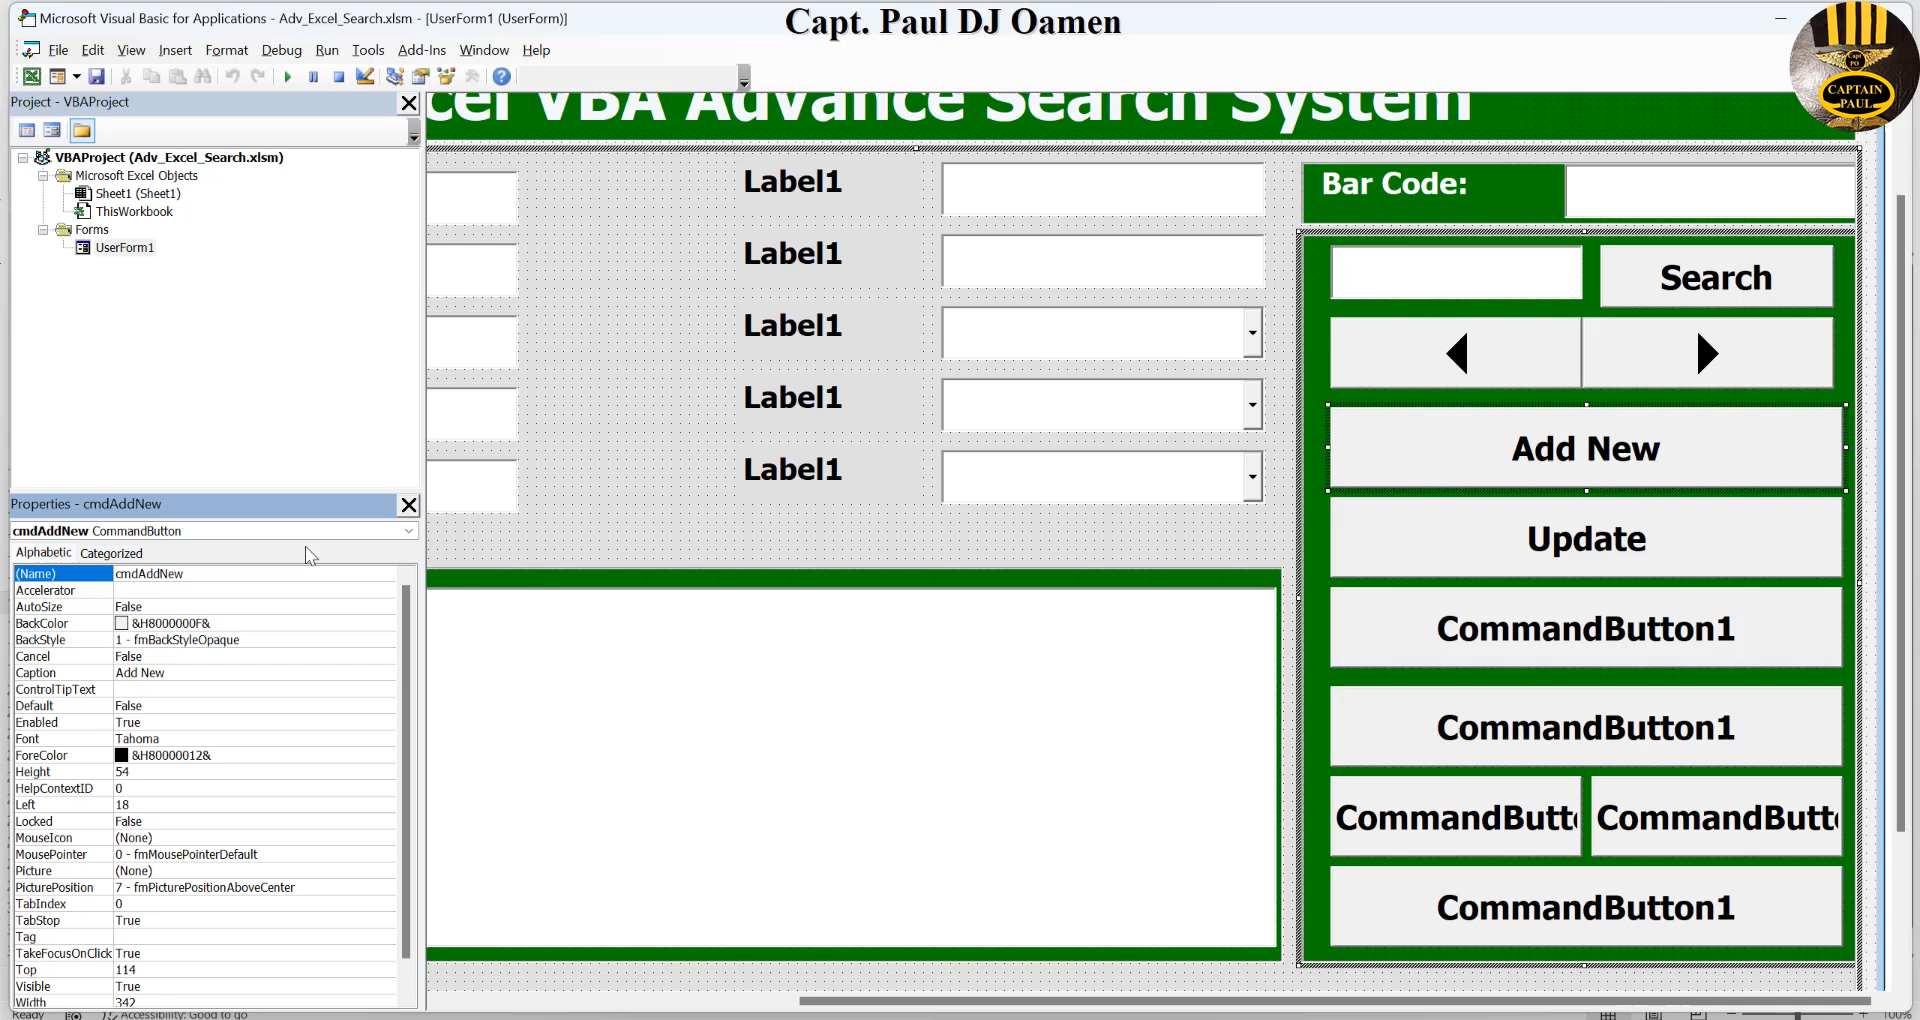 Microsoft Visual Basic for Applications - Adv_Excel_Search.xlsm - [UserForm1 (UserForm)]
Capt. Paul DJ Oamen
File Edit View Insert Format Debug Run Tools Add-Ins Window Help
CAPTAIN
PAUL
Project - VBAProject
cel VBA Advance Search System
VBAProject (Adv_Excel_Search.xlsm)
Microsoft Excel Objects
Sheet1 (Sheet1)
ThisWorkbook
Forms
UserForm1
Label1
Label1
Label1
Label1
Label1
Bar Code:
Search
Add New
Update
CommandButton1
CommandButton1
CommandButt
CommandButt
CommandButton1
Properties - cmdAddNew
cmdAddNew CommandButton
Alphabetic Categorized
(Name) cmdAddNew
Accelerator
AutoSize False
BackColor &H8000000F&
BackStyle 1 - fmBackStyleOpaque
Cancel False
Caption Add New
ControlTipText
Default False
Enabled True
Font Tahoma
ForeColor &H80000012&
Height 54
HelpContextID 0
Left 18
Locked False
MouseIcon (None)
MousePointer 0 - fmMousePointerDefault
Picture (None)
PicturePosition 7 - fmPicturePositionAboveCenter
TabIndex 0
TabStop True
Tag
TakeFocusOnClick True
Top 114
Visible True
Width 342
Ready Accessibility: Good to go 100%